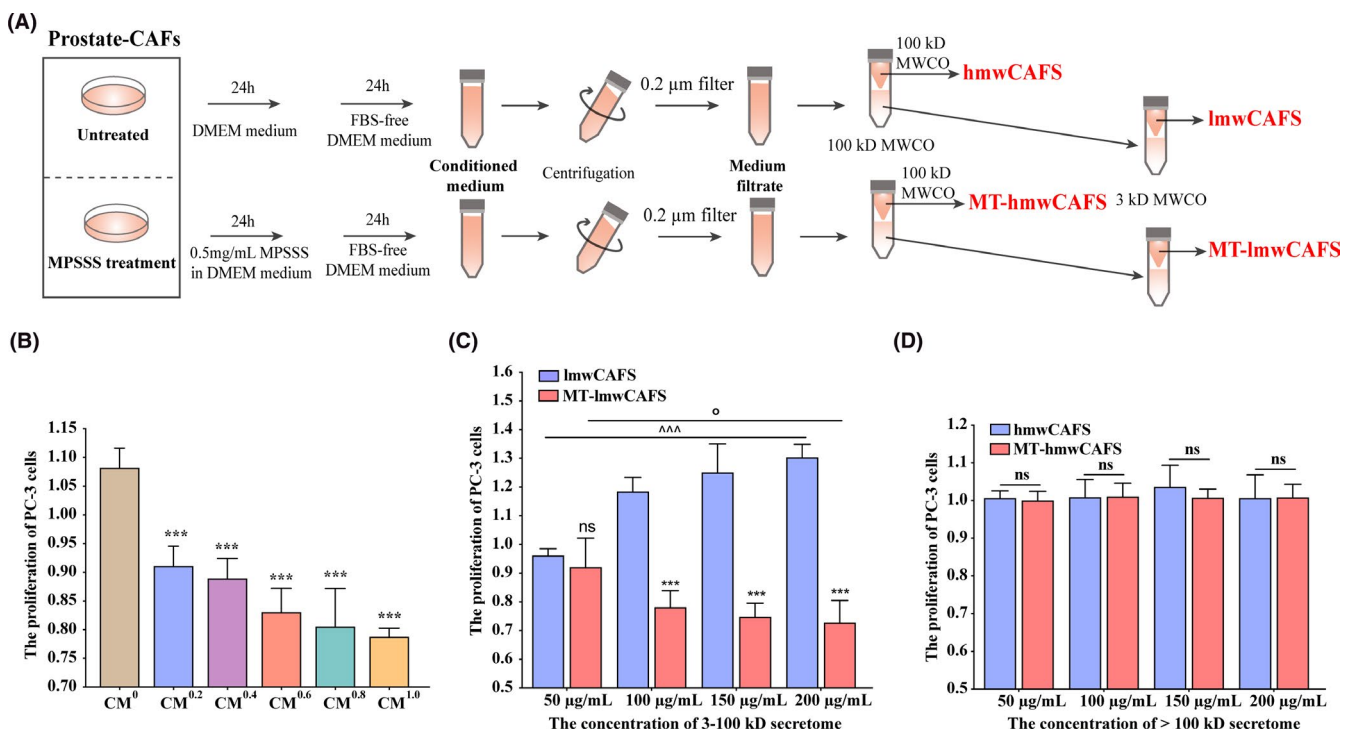 (A)
Prostate-CAFs
Untreated
MPSSS treatment
24h
DMEM medium
24h
FBS-free
DMEM medium
Conditioned
medium
Centrifugation
0.2 µm filter
Medium
filtrate
100 kD
MWCO
hmwCAFS
100 kD MWCO
lmwCAFS
24h
0.5mg/mL MPSSS
in DMEM medium
24h
FBS-free
DMEM medium
0.2 µm filter
100 kD
MWCO
MT-hmwCAFS
3 kD MWCO
MT-lmwCAFS
(B)
The proliferation of PC-3 cells
1.15
1.10
1.05
1.00
0.95
0.90
0.85
0.80
0.75
0.70
***
***
***
***
***
CM⁰
CM⁰·²
CM⁰·⁴
CM⁰·⁶
CM⁰·⁸
CM¹·⁰
(C)
The proliferation of PC-3 cells
1.6
1.5
1.4
1.3
1.2
1.1
1.0
0.9
0.8
0.7
0.6
0.5
lmwCAFS
MT-lmwCAFS
o
^^^
ns
***
***
***
50 µg/mL
100 µg/mL
150 µg/mL
200 µg/mL
The concentration of 3-100 kD secretome
(D)
The proliferation of PC-3 cells
1.2
1.1
1.0
0.9
0.8
0.7
0.6
0.5
hmwCAFS
MT-hmwCAFS
ns
ns
ns
ns
50 µg/mL
100 µg/mL
150 µg/mL
200 µg/mL
The concentration of > 100 kD secretome